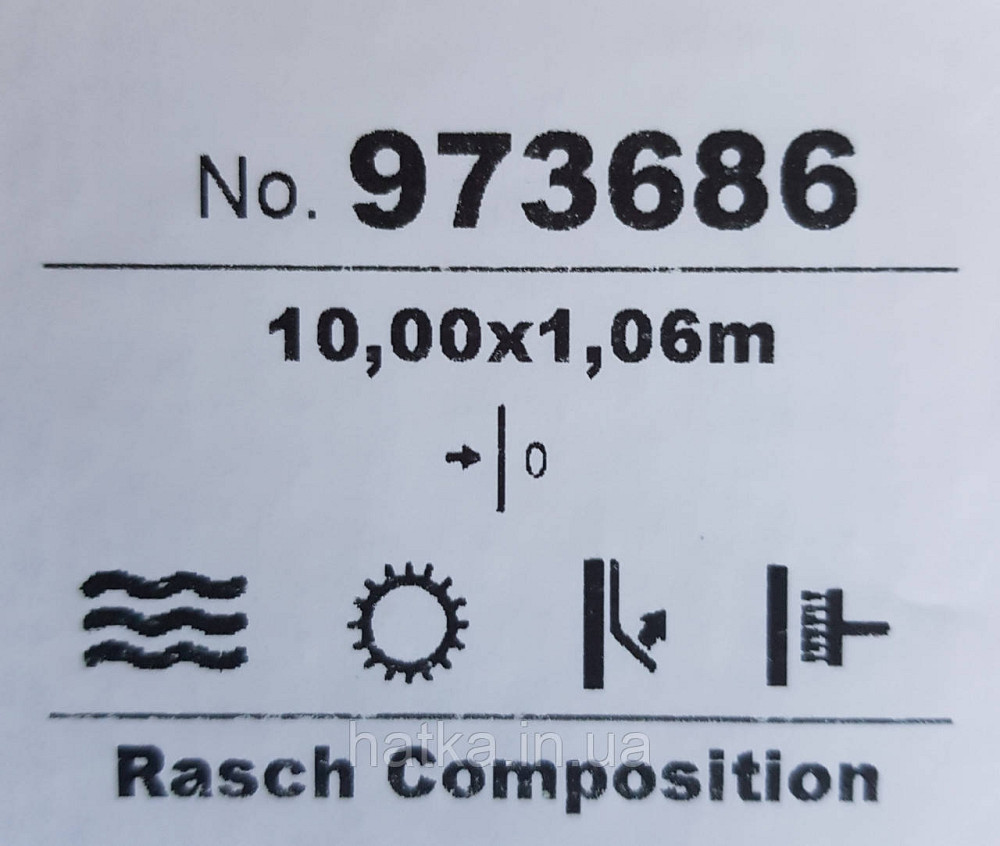 No. 973686
10,00x1,06m
0
hatka.in.ua
Rasch Composition